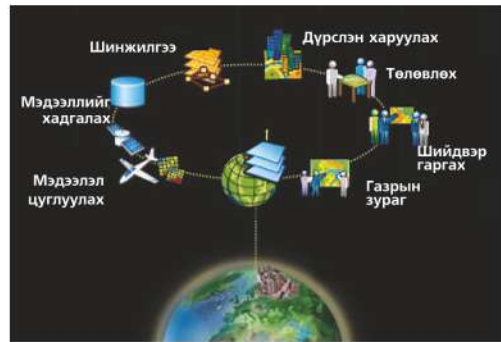 Шинжилгээ
Дүрслэн харуулах
Төлөвлөх
Мэдээллийг
хадгалах
Шийдвэр
гаргах
Мэдээлэл
цуглуулах
Газрын
зураг